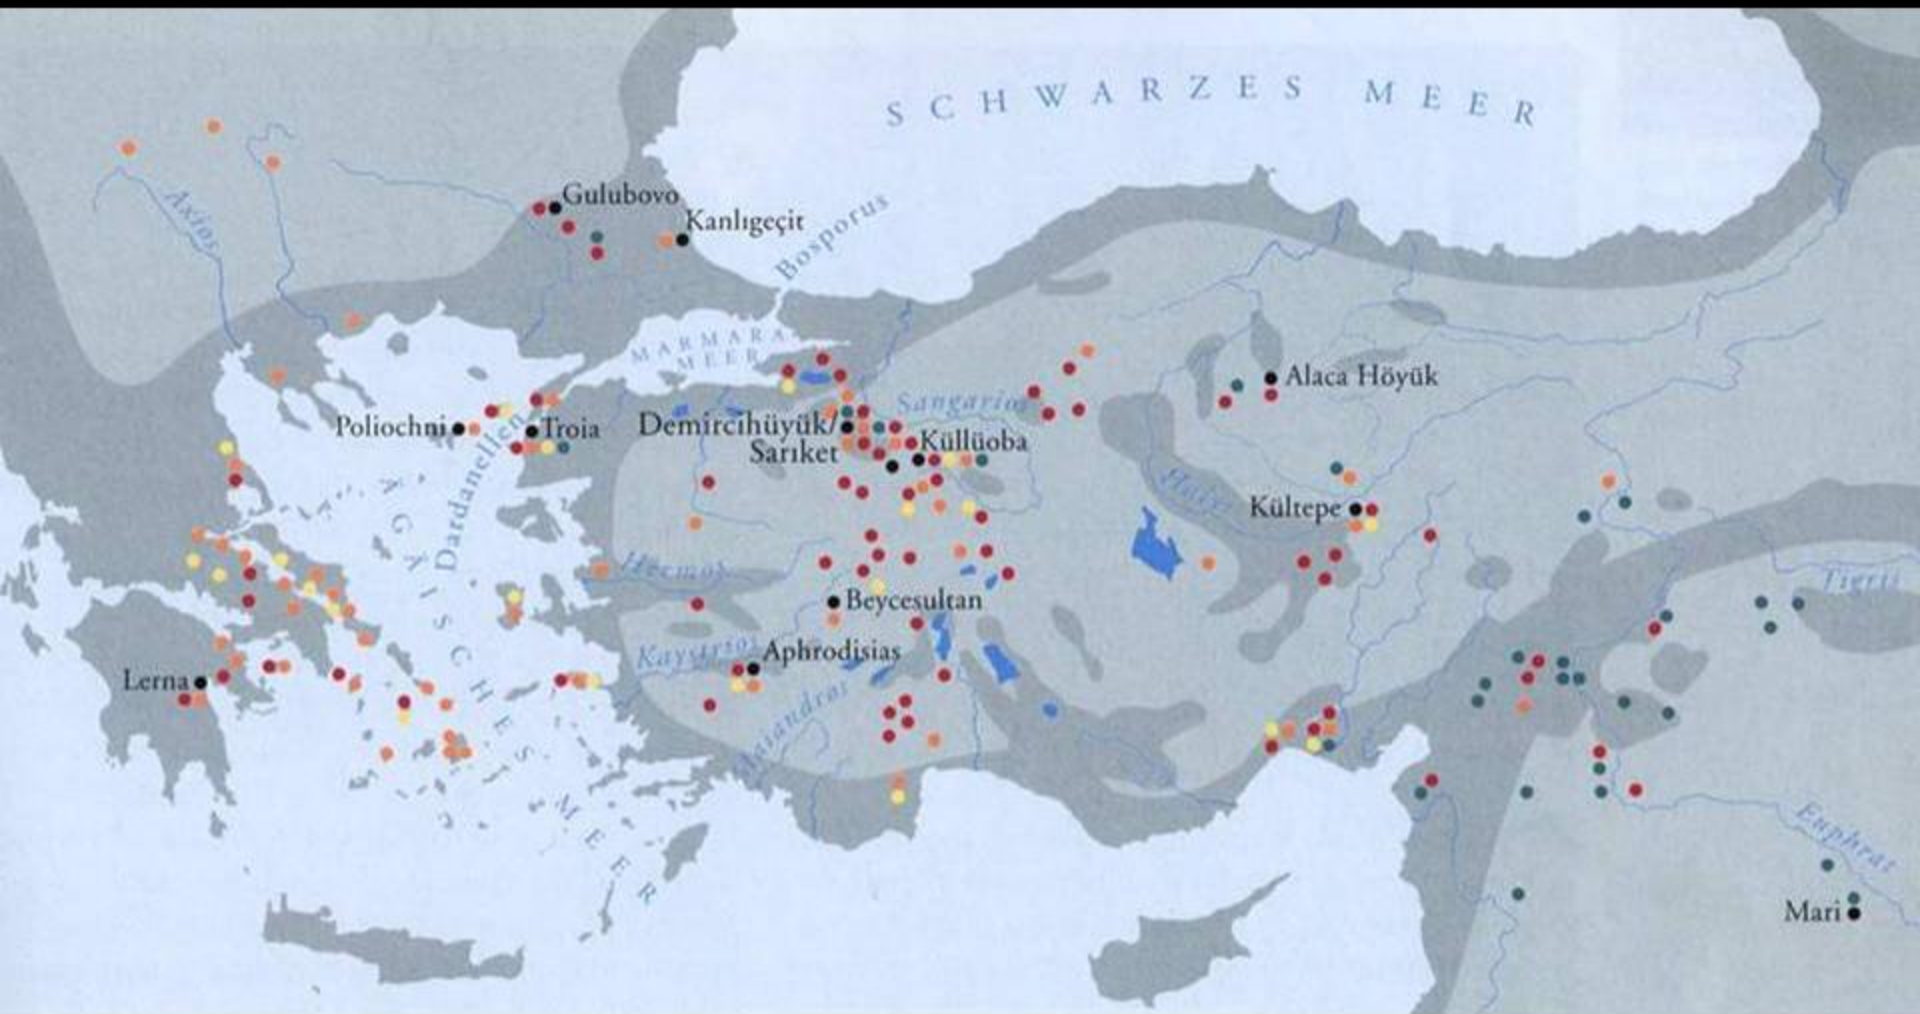 SCHWARZES MEER
Gulubovo
Axios
Kanlıgeçit
Bosporus
MARMARA
MEER
Alaca Höyük
Sangarios
Poliochni
Troia
Demircihüyük/
Sarıket
Küllüoba
Dardanellen
Halys
Kültepe
ÄGÄISCHES MEER
Hermos
Tigris
Beycesultan
Kaystrios
Aphrodisias
Lerna
Maiandros
Euphrat
Mari